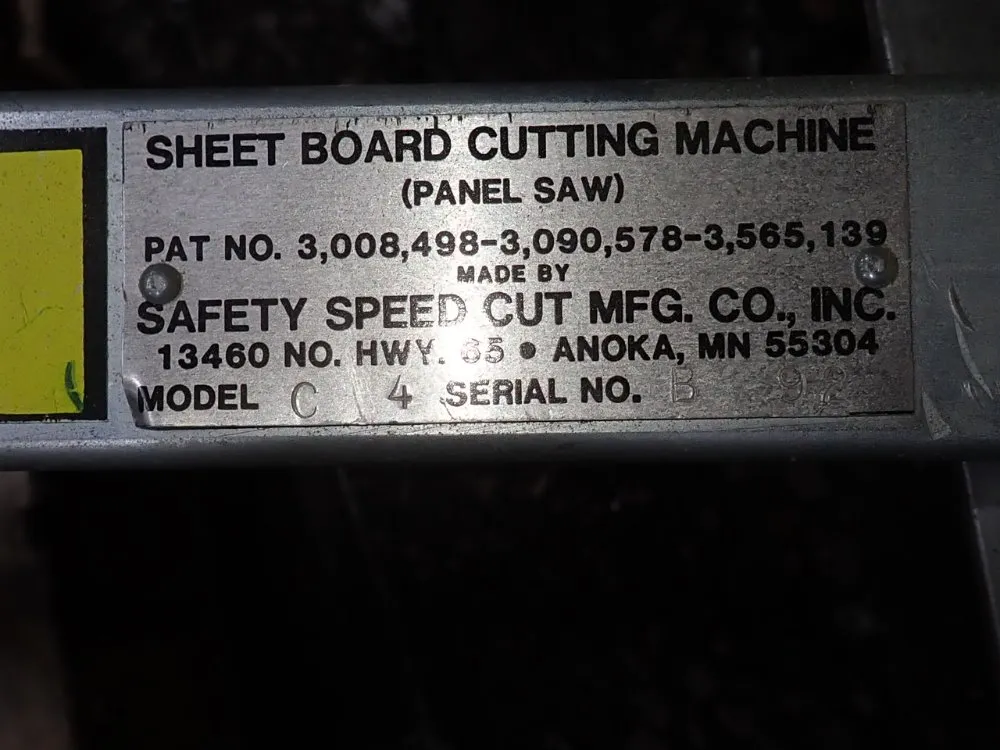 SHEET BOARD CUTTING MACHINE
(PANEL SAW)
PAT NO. 3,008,498-3,090,578-3,565,139
MADE BY
SAFETY SPEED CUT MFG. CO., INC.
13460 NO. HWY. 65 • ANOKA, MN 55304
MODEL C 4 SERIAL NO. B